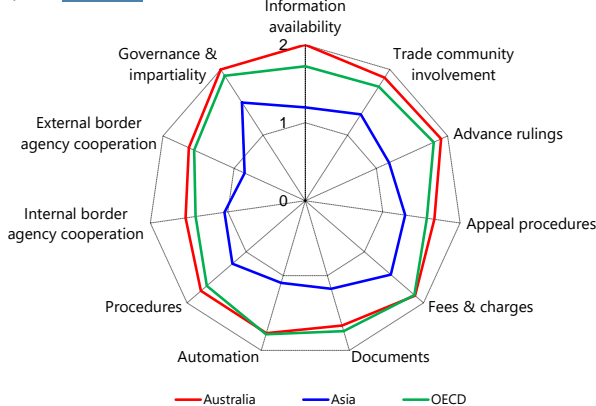 Information
availability
Trade community
involvement
Advance rulings
Appeal procedures
Fees & charges
Documents
Automation
Procedures
Internal border
agency cooperation
External border
agency cooperation
Governance &
impartiality
2
1
0
Australia
Asia
OECD